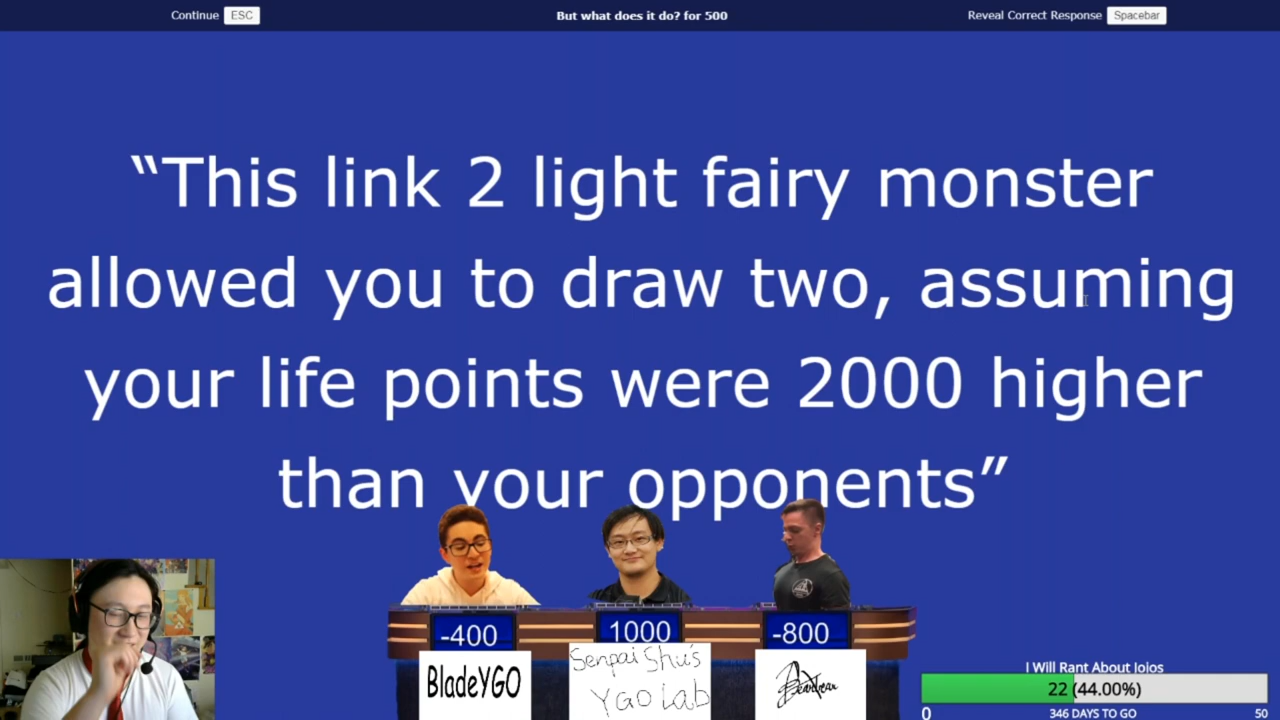 Continue ESC
But what does it do? for 500
Reveal Correct Response Spacebar
“This link 2 light fairy monster
allowed you to draw two, assuming
your life points were 2000 higher
than your opponents”
-400
1000
-800
BladeYGO
Senpai Shu's
YGO Lab
I Will Rant About Jojos
22 (44.00%)
0
346 DAYS TO GO
50